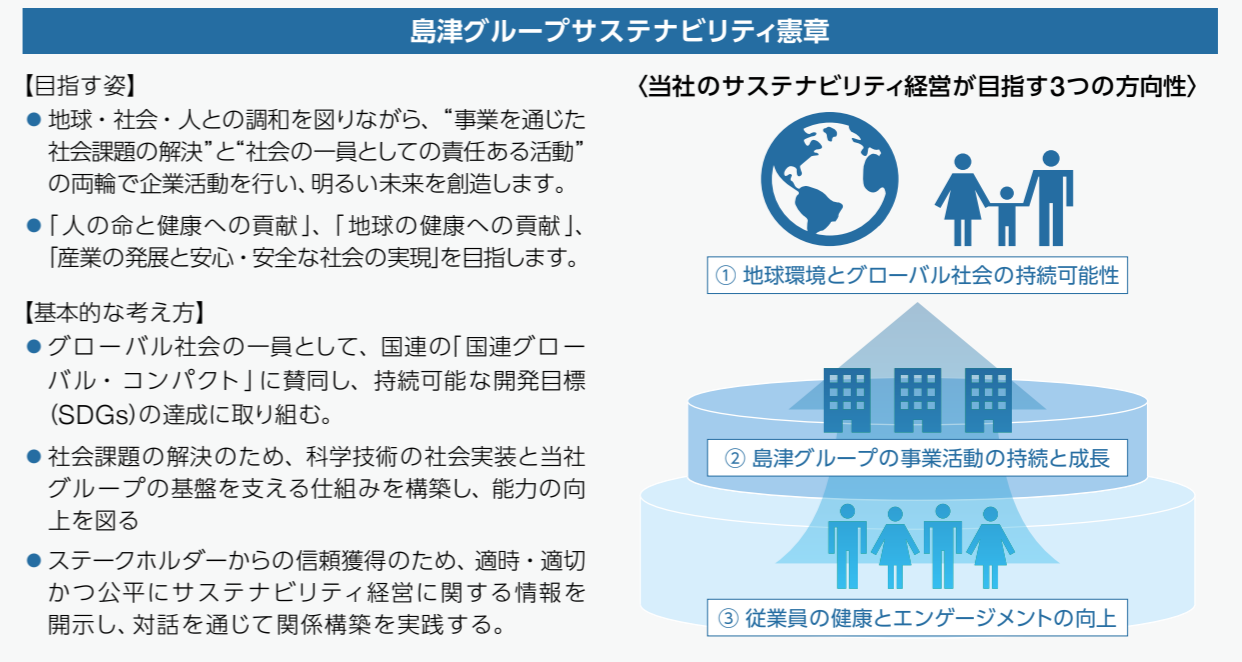 島津グループサステナビリティ憲章
【目指す姿】
● 地球・社会・人との調和を図りながら、“事業を通じた
社会課題の解決”と“社会の一員としての責任ある活動”
の両輪で企業活動を行い、明るい未来を創造します。
● 「人の命と健康への貢献」、「地球の健康への貢献」、
「産業の発展と安心・安全な社会の実現」を目指します。
【基本的な考え方】
● グローバル社会の一員として、国連の「国連グロー
バル・コンパクト」に賛同し、持続可能な開発目標
(SDGs)の達成に取り組む。
● 社会課題の解決のため、科学技術の社会実装と当社
グループの基盤を支える仕組みを構築し、能力の向
上を図る
● ステークホルダーからの信頼獲得のため、適時・適切
かつ公平にサステナビリティ経営に関する情報を
開示し、対話を通じて関係構築を実践する。
〈当社のサステナビリティ経営が目指す3つの方向性〉
① 地球環境とグローバル社会の持続可能性
② 島津グループの事業活動の持続と成長
③ 従業員の健康とエンゲージメントの向上